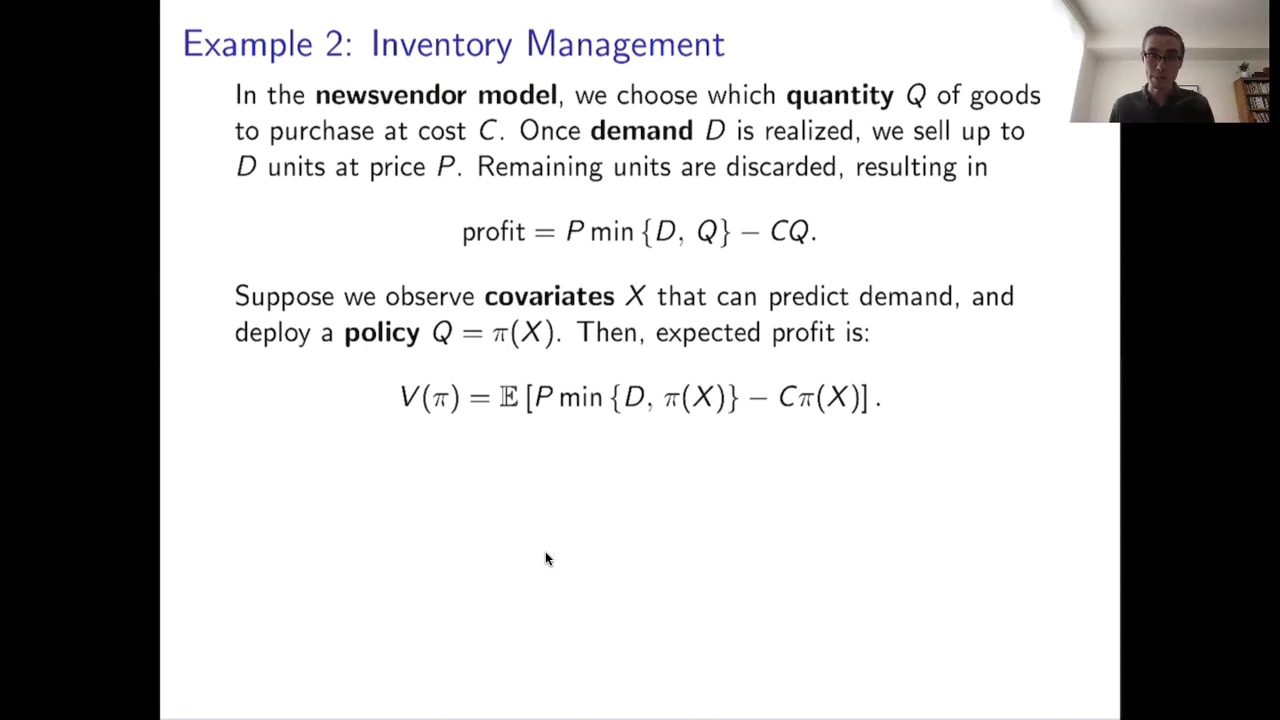 Example 2: Inventory Management
In the newsvendor model, we choose which quantity Q of goods
to purchase at cost C. Once demand D is realized, we sell up to
D units at price P. Remaining units are discarded, resulting in
profit = P min {D, Q} − CQ.
Suppose we observe covariates X that can predict demand, and
deploy a policy Q = π(X). Then, expected profit is:
V(π) = 𝔼 [P min {D, π(X)} − Cπ(X)] .